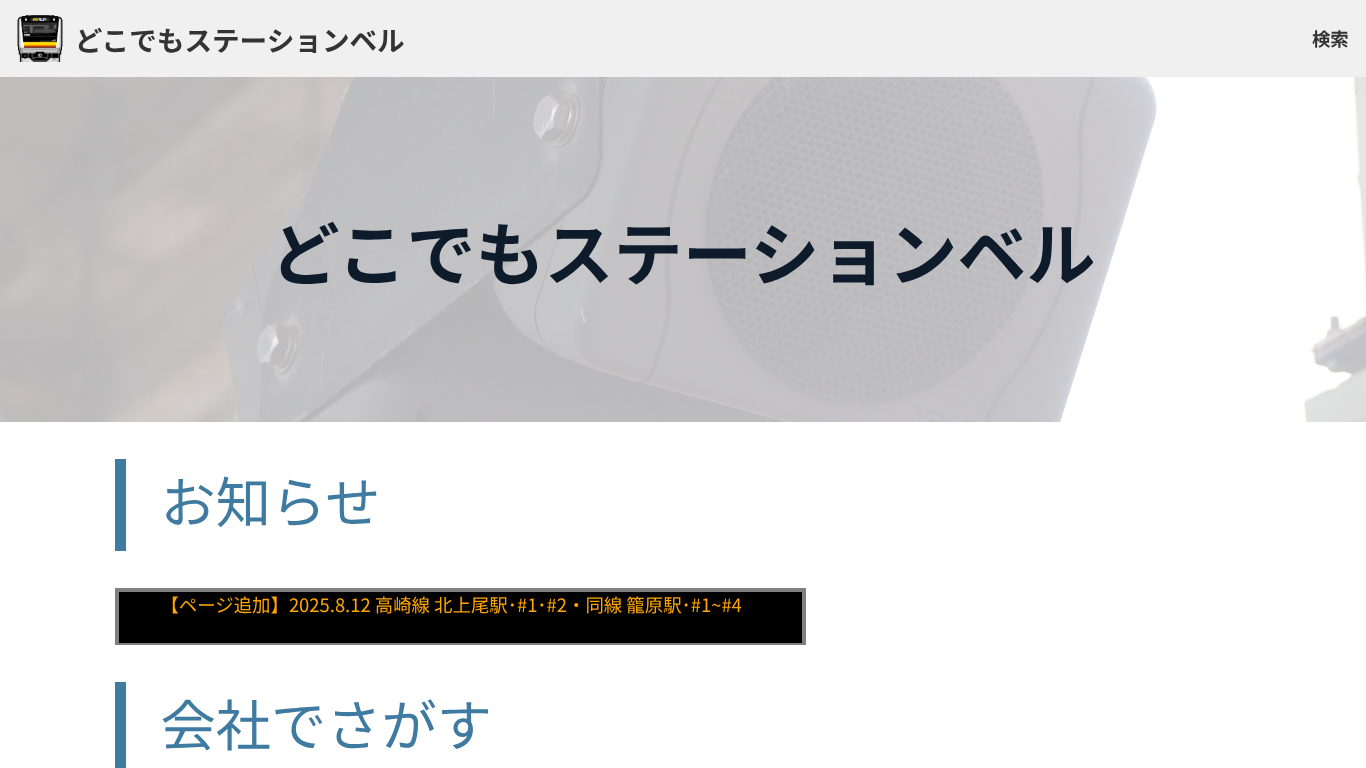 どこでもステーションベル
検索
どこでもステーションベル
お知らせ
【ページ追加】2025.8.12 高崎線 北上尾駅･#1･#2・同線 籠原駅･#1~#4
会社でさがす